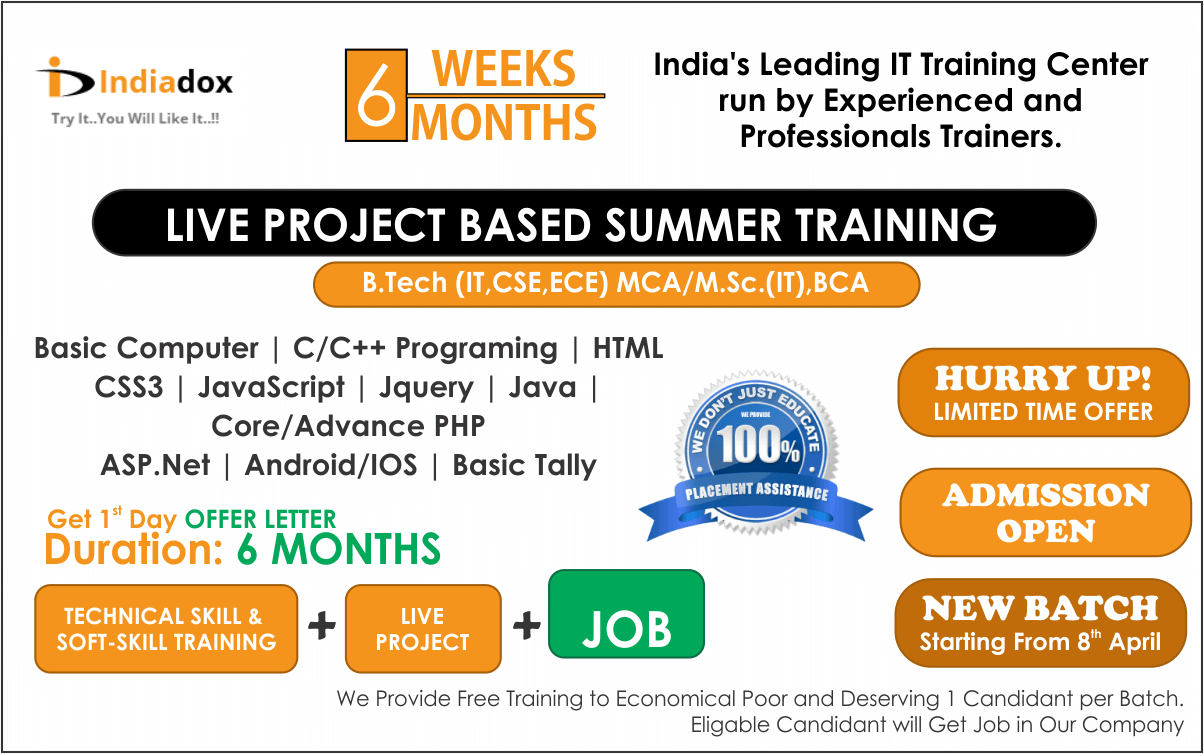 Indiadox
Try It..You Will Like It..!!
6
WEEKS
MONTHS
India's Leading IT Training Center
run by Experienced and
Professionals Trainers.
LIVE PROJECT BASED SUMMER TRAINING
B.Tech (IT,CSE,ECE) MCA/M.Sc.(IT),BCA
Basic Computer | C/C++ Programing | HTML
CSS3 | JavaScript | Jquery | Java |
Core/Advance PHP
ASP.Net | Android/IOS | Basic Tally
WE DON'T JUST EDUCATE
WE PROVIDE
100%
PLACEMENT ASSISTANCE
HURRY UP!
LIMITED TIME OFFER
ADMISSION
OPEN
NEW BATCH
Starting From 8th April
Get 1st Day OFFER LETTER
Duration: 6 MONTHS
TECHNICAL SKILL &
SOFT-SKILL TRAINING
+
LIVE
PROJECT
+
JOB
We Provide Free Training to Economical Poor and Deserving 1 Candidant per Batch.
Eligable Candidant will Get Job in Our Company